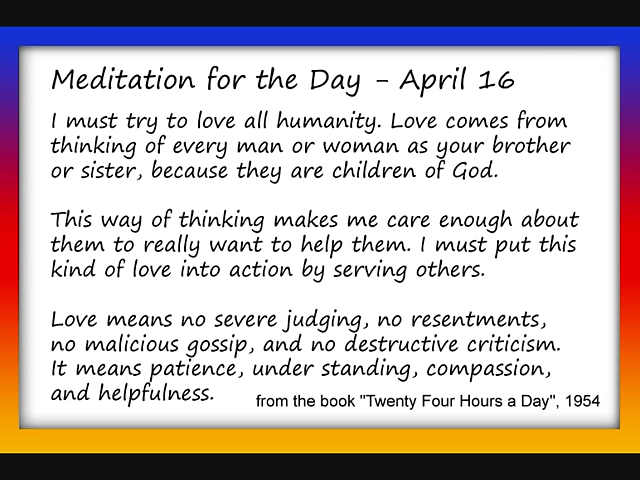 Meditation for the Day - April 16
I must try to love all humanity. Love comes from
thinking of every man or woman as your brother
or sister, because they are children of God.
This way of thinking makes me care enough about
them to really want to help them. I must put this
kind of love into action by serving others.
Love means no severe judging, no resentments,
no malicious gossip, and no destructive criticism.
It means patience, under standing, compassion,
and helpfulness.
from the book "Twenty Four Hours a Day", 1954